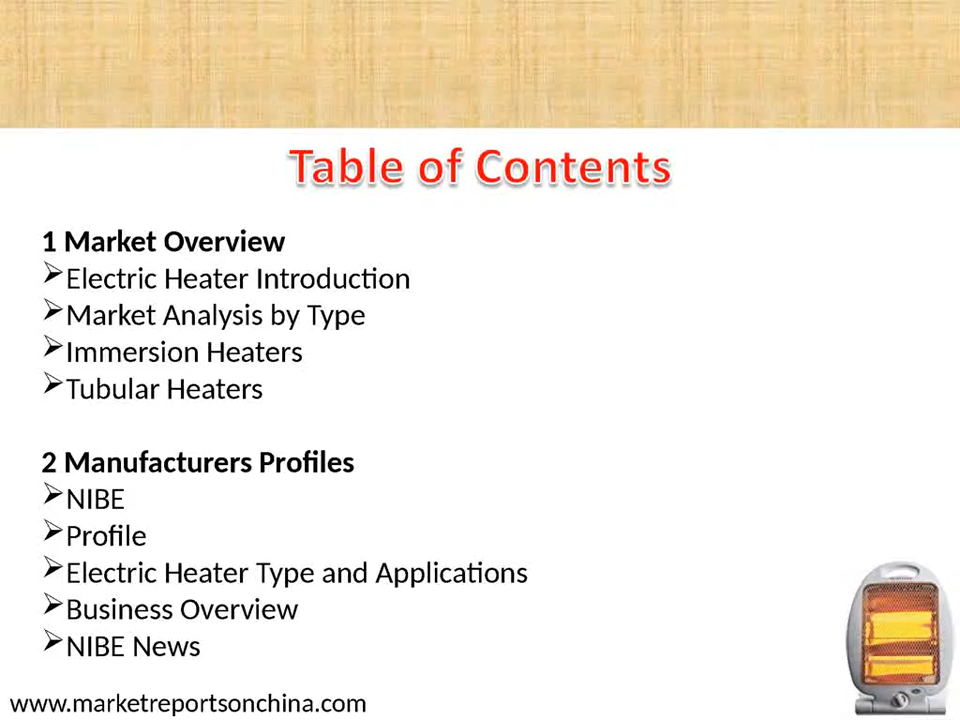 Table of Contents
1 Market Overview
➢Electric Heater Introduction
➢Market Analysis by Type
➢Immersion Heaters
➢Tubular Heaters
2 Manufacturers Profiles
➢NIBE
➢Profile
➢Electric Heater Type and Applications
➢Business Overview
➢NIBE News
www.marketreportsonchina.com